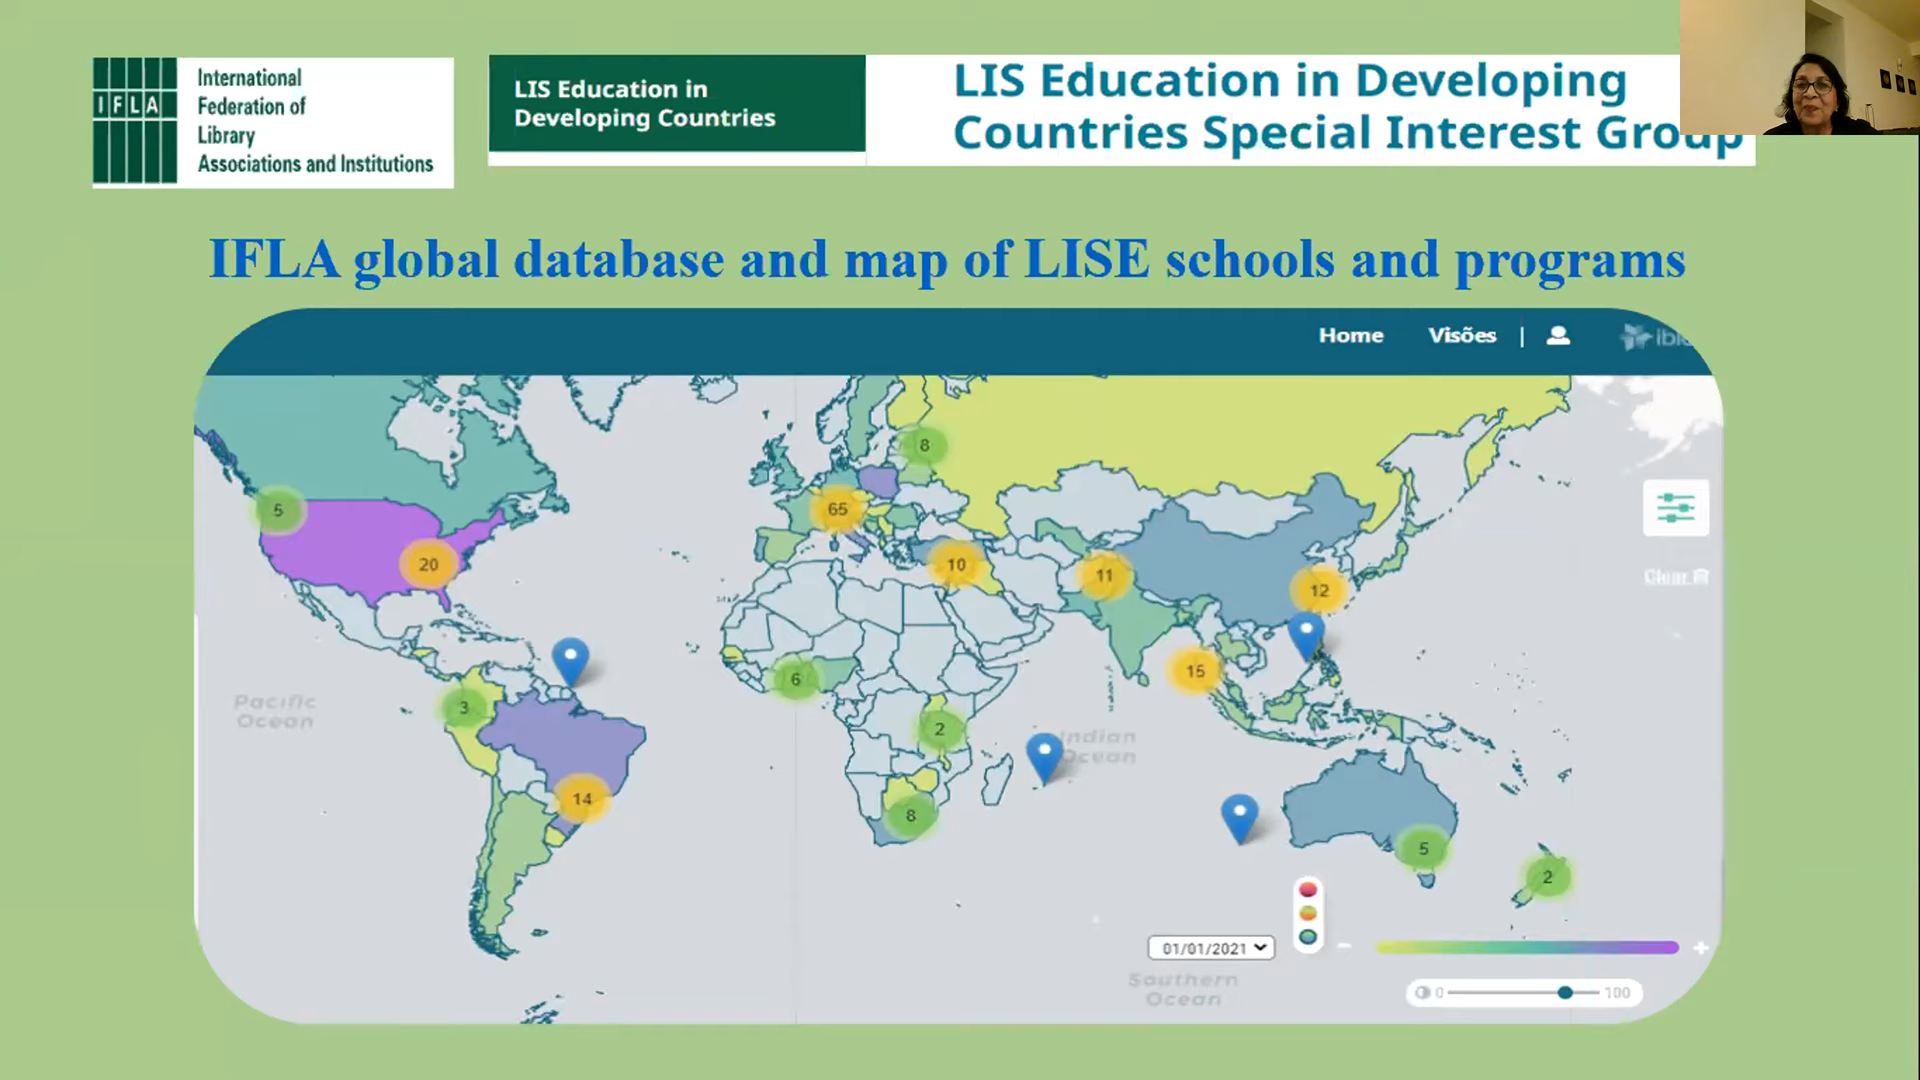 IFLA
International
Federation of
Library
Associations and Institutions
LIS Education in
Developing Countries
LIS Education in Developing
Countries Special Interest Group
IFLA global database and map of LISE schools and programs
Home Visões |
8
5
65
20
10
11
12
6
15
3
2
Pacific
Ocean
Indian
Ocean
14
8
5
2
Clear
01/01/2021
Southern
Ocean
− +
0 100